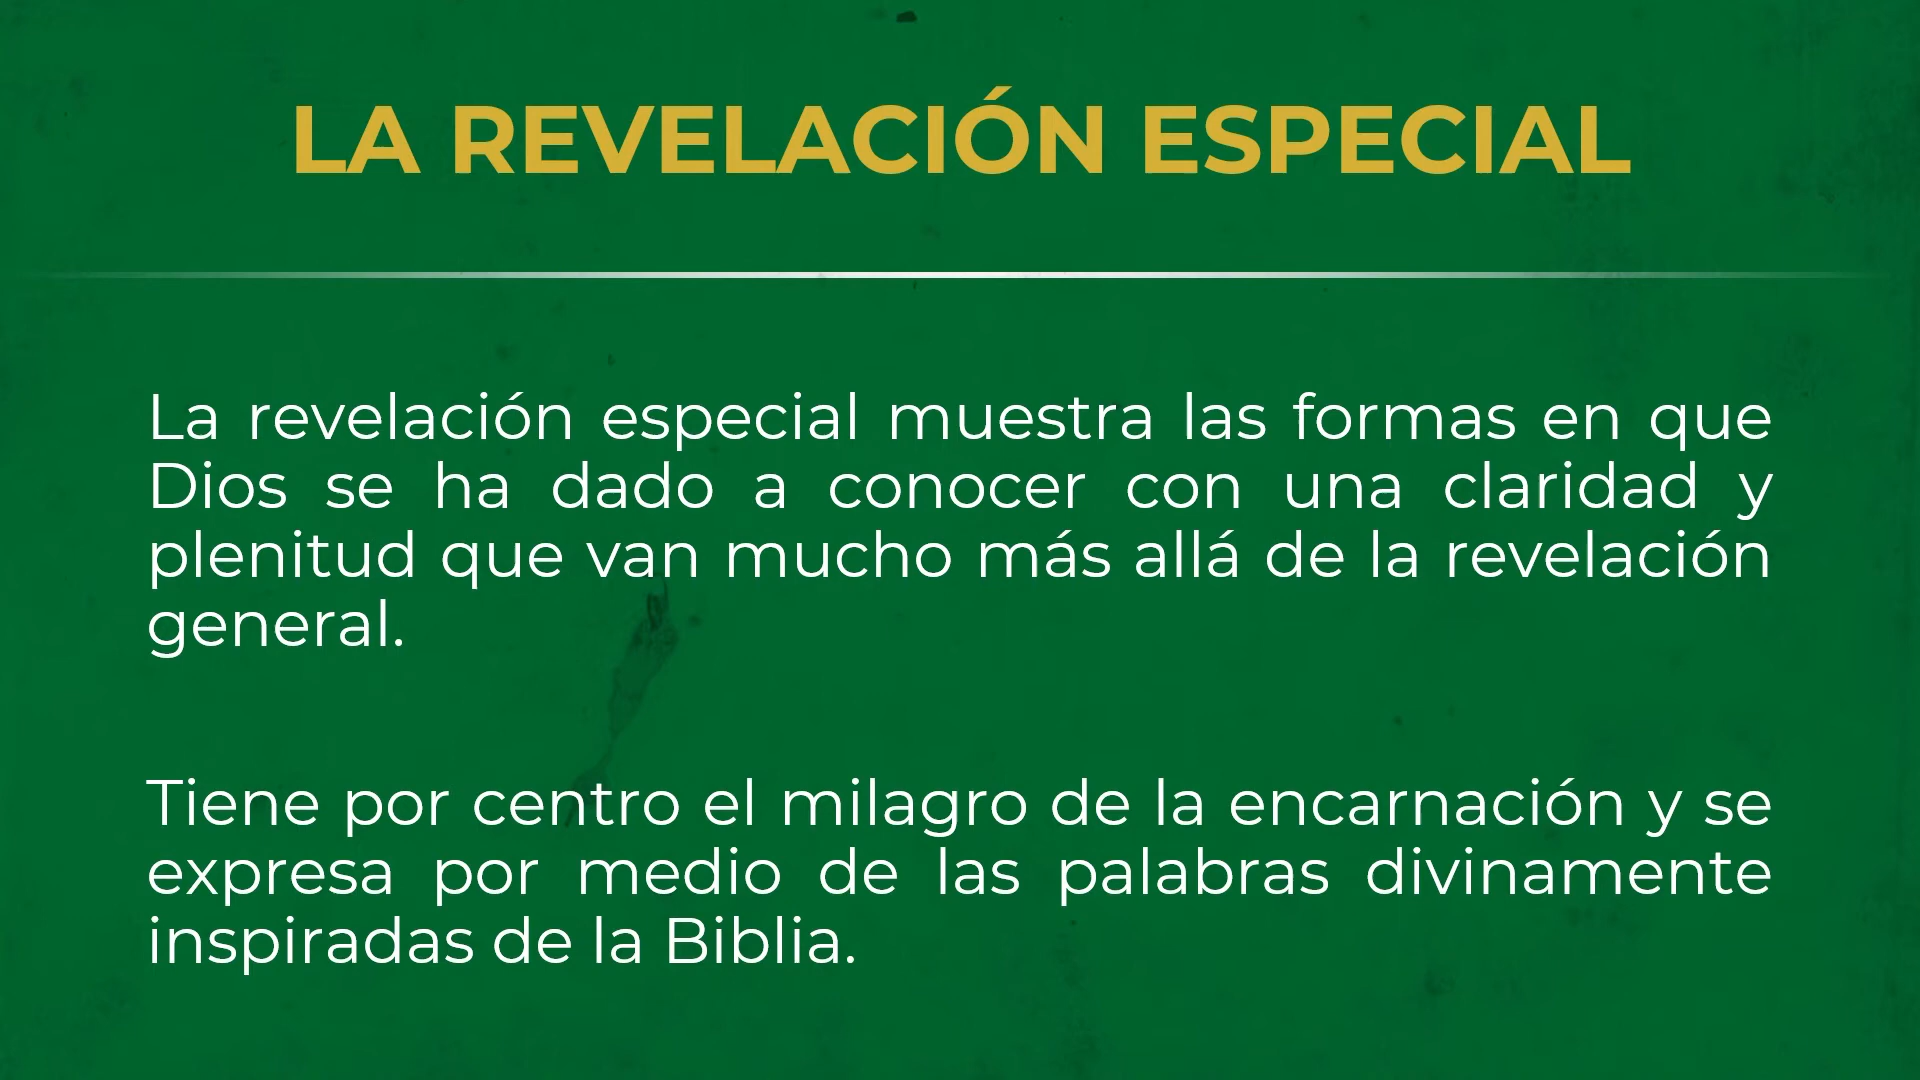 LA REVELACIÓN ESPECIAL
La revelación especial muestra las formas en que
Dios se ha dado a conocer con una claridad y
plenitud que van mucho más allá de la revelación
general.
Tiene por centro el milagro de la encarnación y se
expresa por medio de las palabras divinamente
inspiradas de la Biblia.